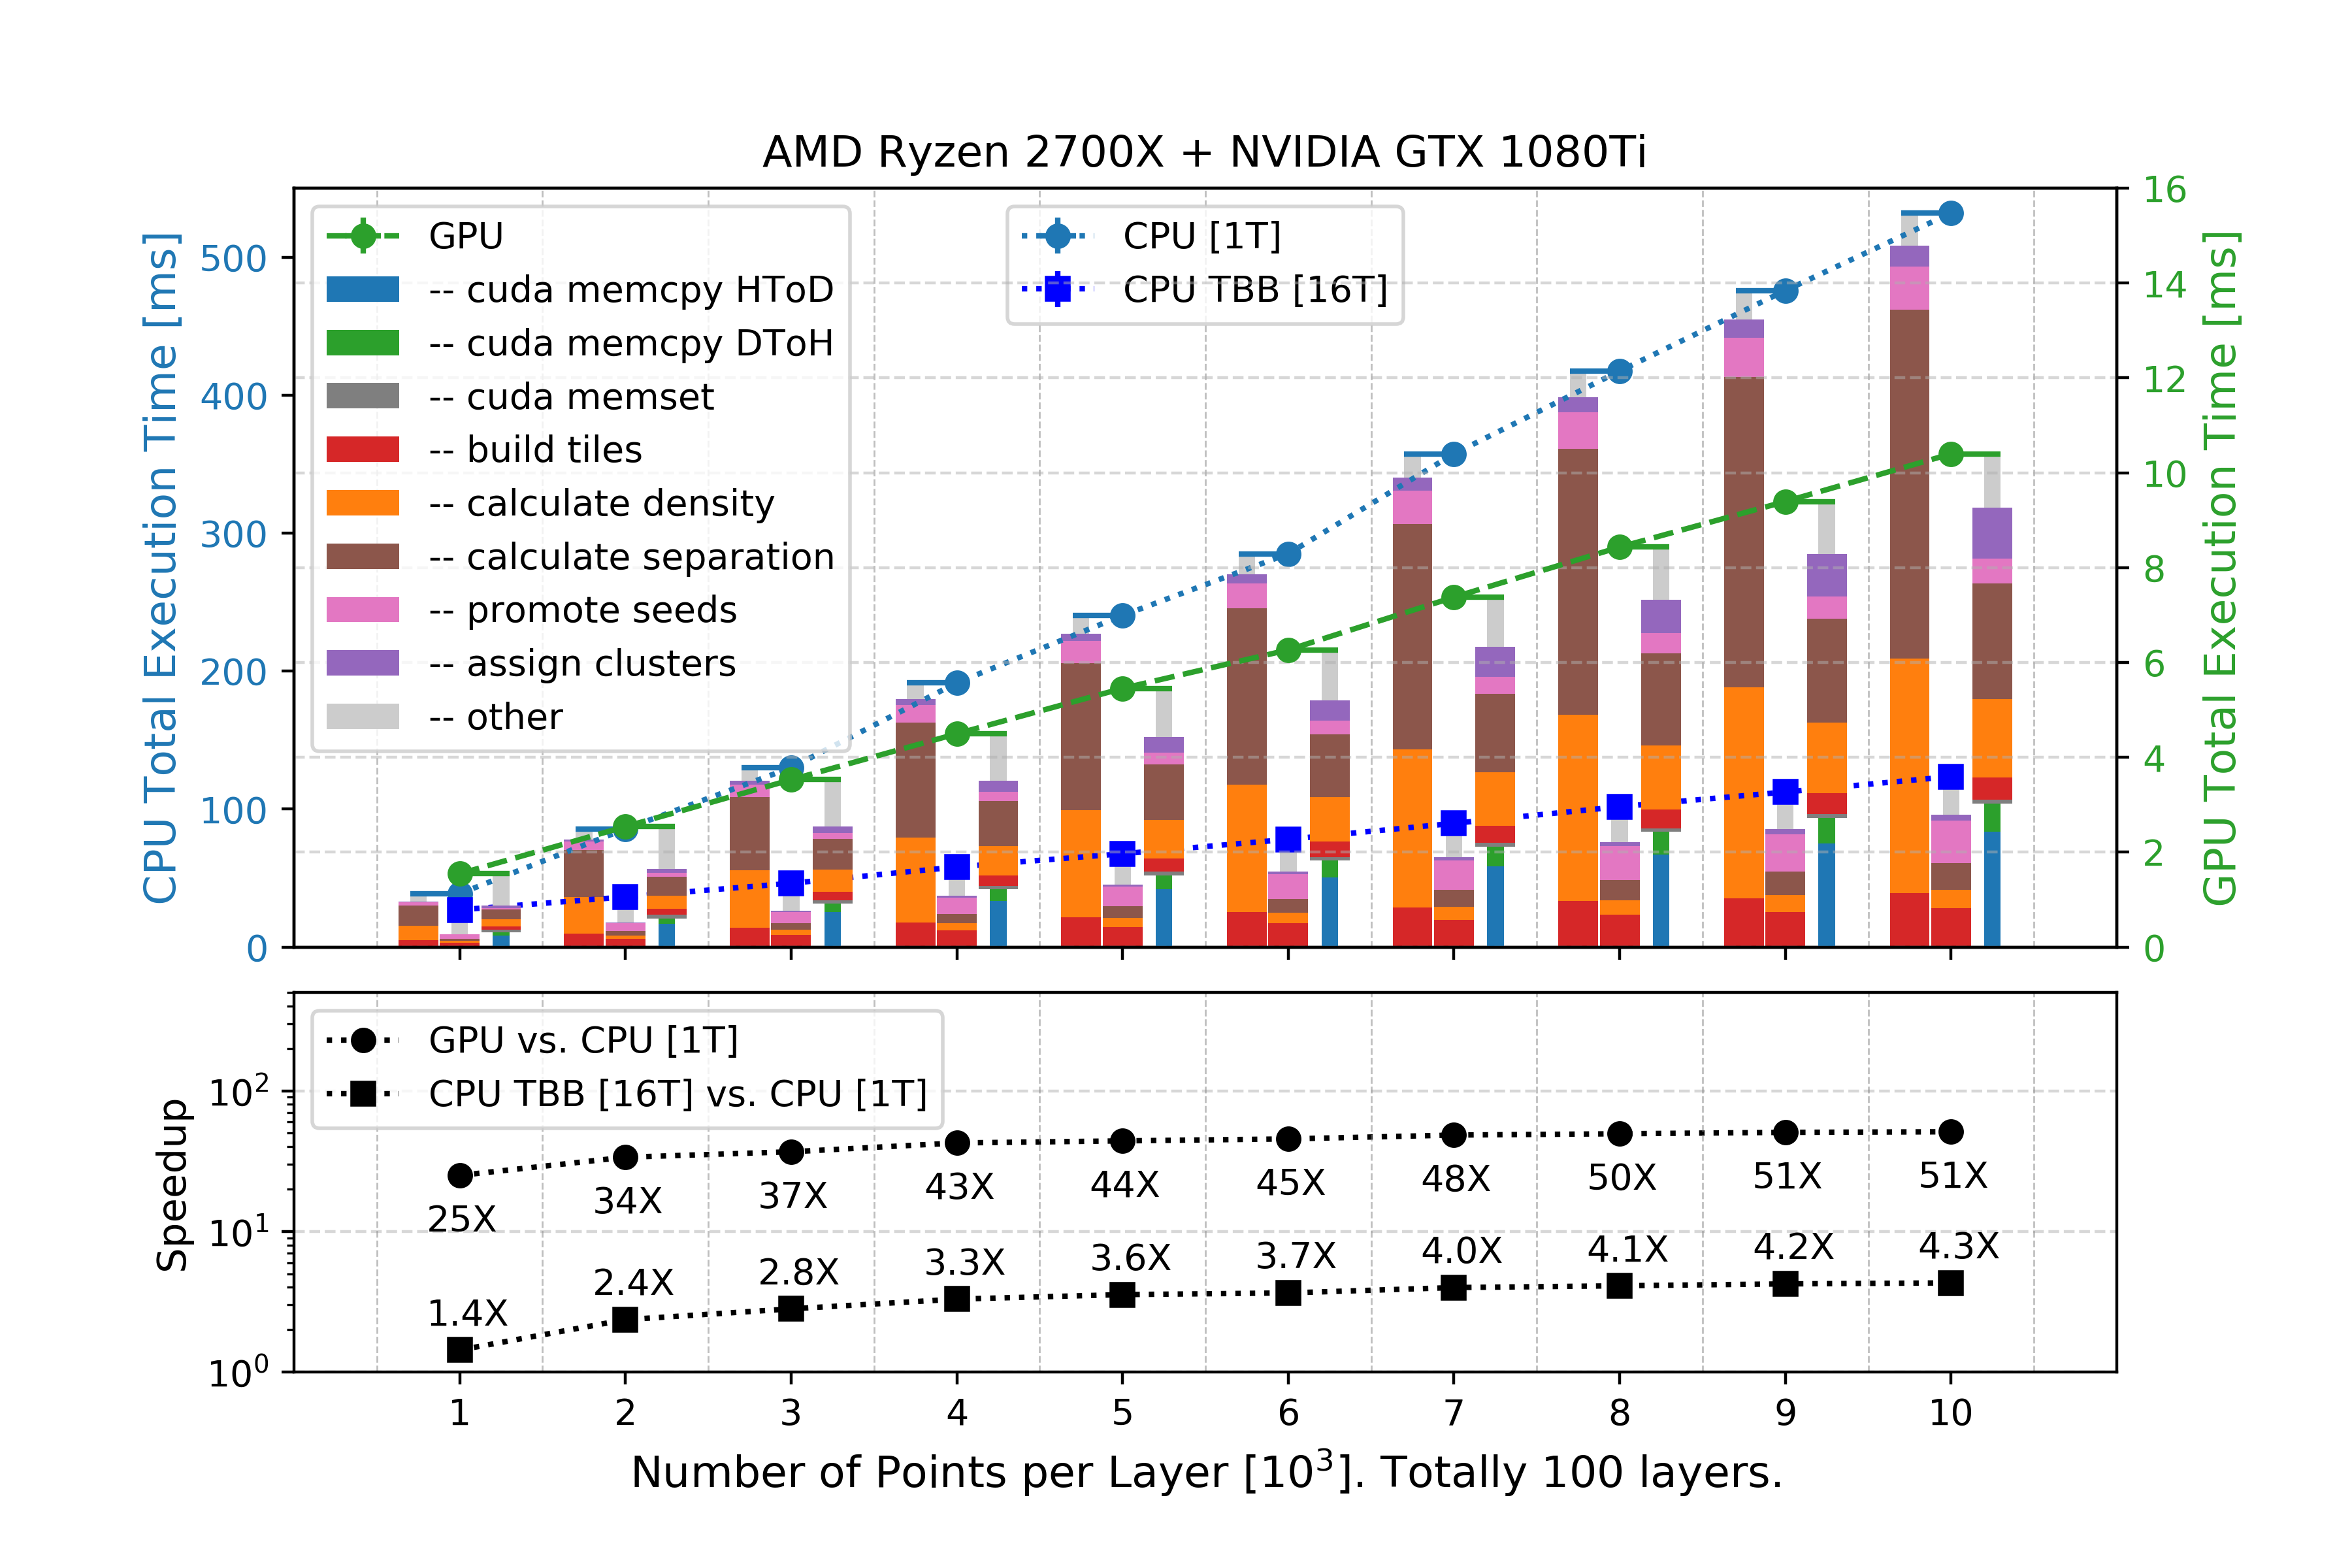 AMD Ryzen 2700X + NVIDIA GTX 1080Ti
CPU Total Execution Time [ms]
500
400
300
200
100
0
GPU
-- cuda memcpy HToD
-- cuda memcpy DToH
-- cuda memset
-- build tiles
-- calculate density
-- calculate separation
-- promote seeds
-- assign clusters
-- other
CPU [1T]
CPU TBB [16T]
16
14
12
10
8
6
4
2
0
GPU Total Execution Time [ms]
Speedup
10²
10¹
10⁰
GPU vs. CPU [1T]
CPU TBB [16T] vs. CPU [1T]
25X 34X 37X 43X 44X 45X 48X 50X 51X 51X
1.4X 2.4X 2.8X 3.3X 3.6X 3.7X 4.0X 4.1X 4.2X 4.3X
1 2 3 4 5 6 7 8 9 10
Number of Points per Layer [10³]. Totally 100 layers.